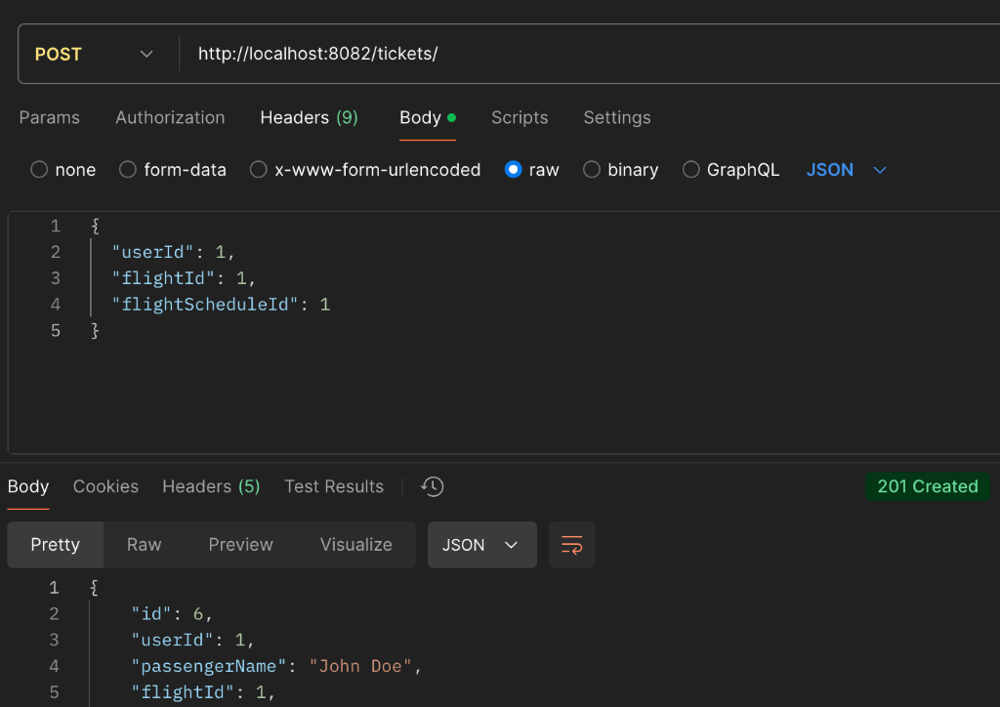 POST http://localhost:8082/tickets/
Params Authorization Headers (9) Body Scripts Settings
none form-data x-www-form-urlencoded raw binary GraphQL JSON
1 {
2 "userId": 1,
3 "flightId": 1,
4 "flightScheduleId": 1
5 }
Body Cookies Headers (5) Test Results 201 Created
Pretty Raw Preview Visualize JSON
1 {
2 "id": 6,
3 "userId": 1,
4 "passengerName": "John Doe",
5 "flightId": 1,